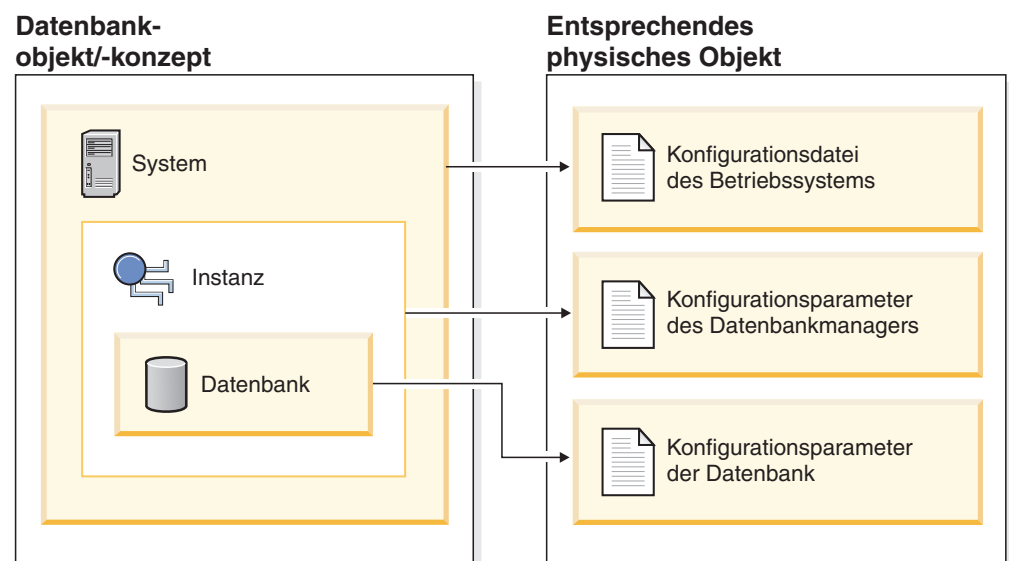 Datenbank-
objekt/-konzept
Entsprechendes
physisches Objekt
System
Instanz
Datenbank
Konfigurationsdatei
des Betriebssystems
Konfigurationsparameter
des Datenbankmanagers
Konfigurationsparameter
der Datenbank